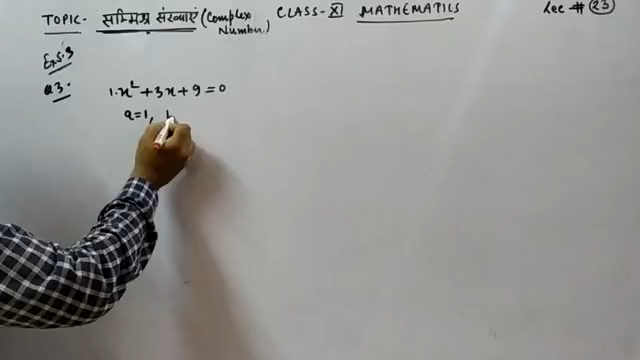 TOPIC- सम्मिश्र संख्याएं (Complex Number) CLASS-XI MATHEMATICS Lec # 23
Ex 5.3
Q3. 1·x² + 3x + 9 = 0
a=1,